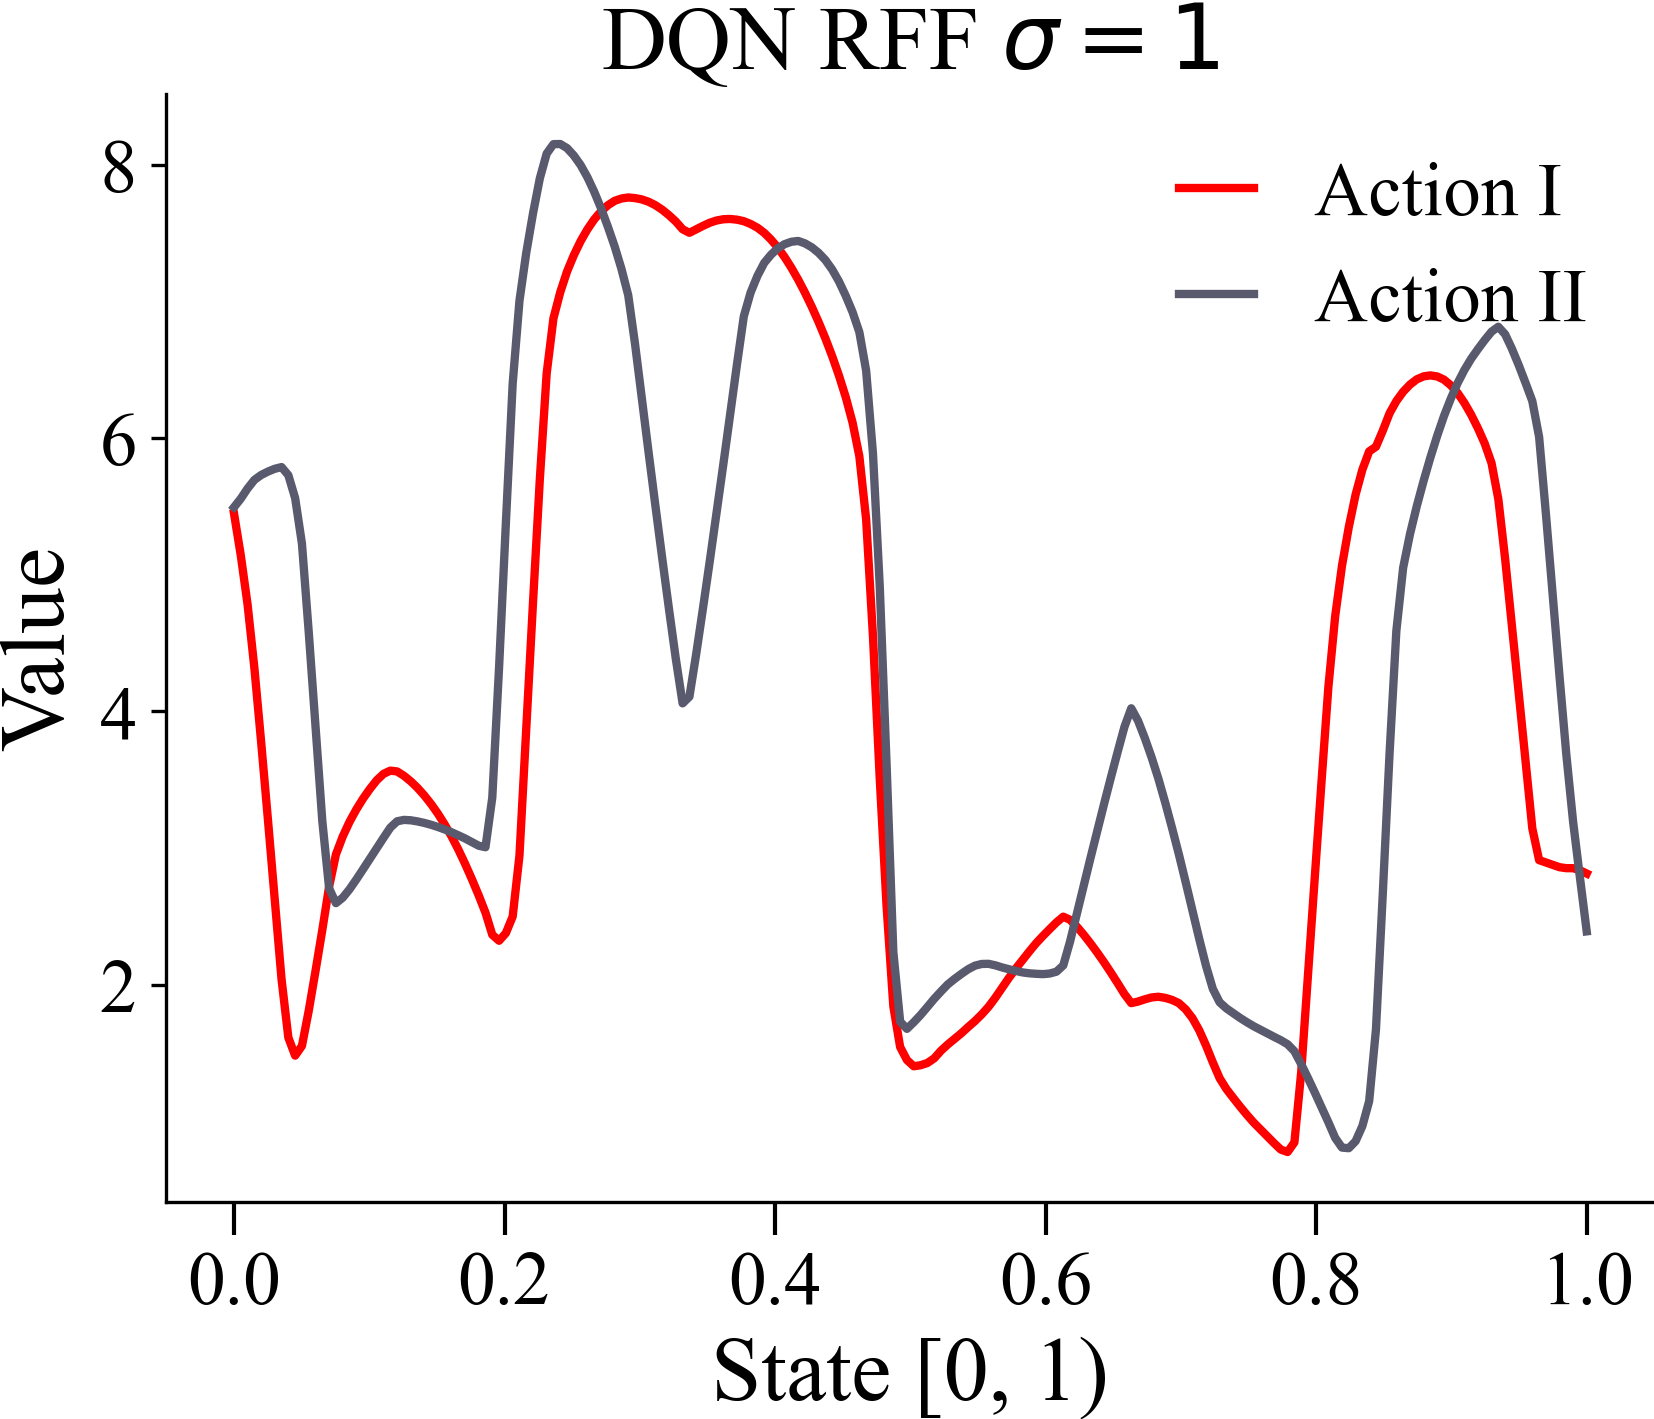 DQN RFF σ = 1
Action I
Action II
Value
8
6
4
2
0.0 0.2 0.4 0.6 0.8 1.0
State [0, 1)